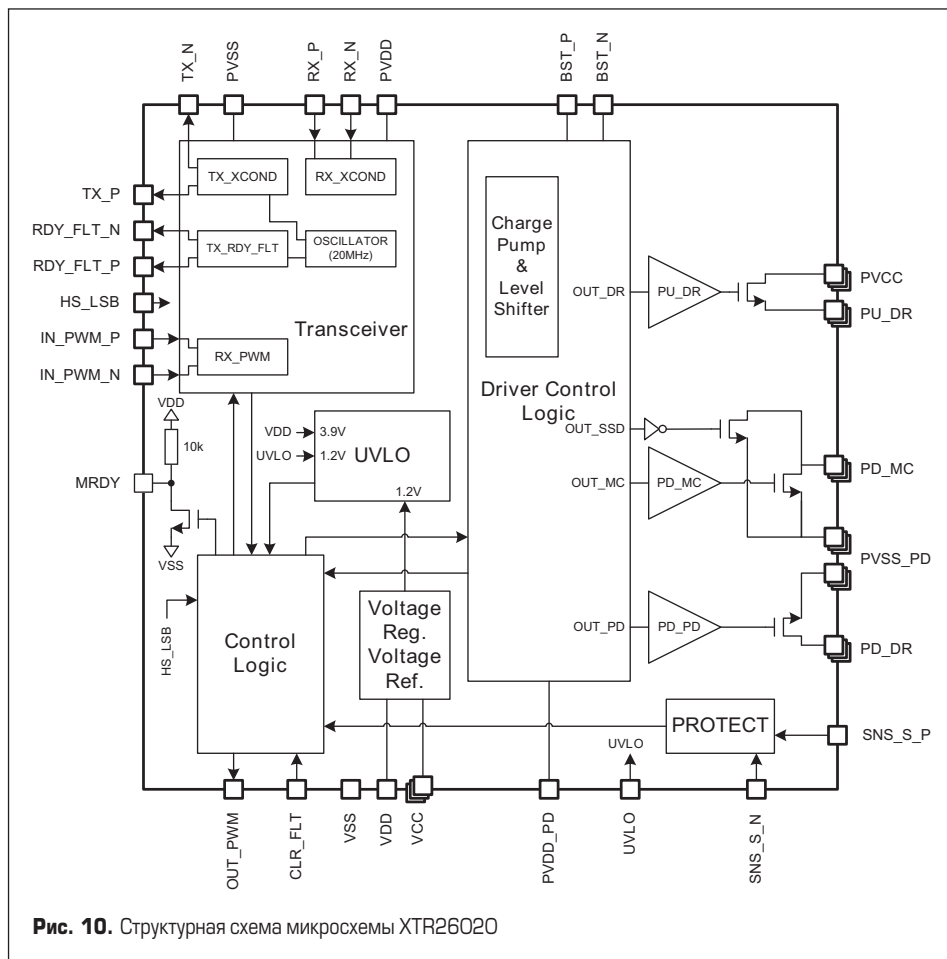 TX_N
PVSS
RX_P
RX_N
PVDD
BST_P
BST_N
TX_P
RDY_FLT_N
RDY_FLT_P
HS_LSB
IN_PWM_P
IN_PWM_N
TX_XCOND
RX_XCOND
TX_RDY_FLT
OSCILLATOR
(20MHz)
Transceiver
RX_PWM
Charge
Pump
&
Level
Shifter
Driver Control
Logic
OUT_DR
PU_DR
PVCC
PU_DR
OUT_SSD
OUT_MC
PD_MC
PD_MC
PVSS_PD
OUT_PD
PD_PD
PD_DR
VDD
10k
MRDY
VSS
VDD
3.9V
UVLO
1.2V
UVLO
1.2V
HS_LSB
Control
Logic
Voltage
Reg.
Voltage
Ref.
PROTECT
SNS_S_P
UVLO
OUT_PWM
CLR_FLT
VSS
VDD
VCC
PVDD_PD
UVLO
SNS_S_N
Рис. 10. Структурная схема микросхемы XTR26020